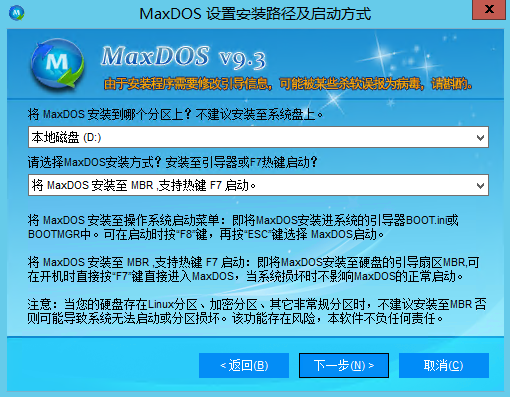 MaxDOS 设置安装路径及启动方式
x
M
MaxDOS v9.3
由于安装程序需要修改引导信息，可能被某些杀软误报为病毒，请斟酌。
将 MaxDOS 安装到哪个分区上？不建议安装至系统盘上。
本地磁盘 (D:)
请选择MaxDOS安装方式？安装至引导器或F7热键启动？
将 MaxDOS 安装至 MBR ,支持热键 F7 启动。
将 MaxDOS 安装至操作系统启动菜单：即将MaxDOS安装进系统的引导器BOOT.ini或
BOOTMGR中。可在启动时按“F8”键，再按“ESC”键选择 MaxDOS启动。
将 MaxDOS 安装至 MBR ,支持热键 F7 启动：即将MaxDOS安装至硬盘的引导扇区MBR,可
在开机时直接按“F7”键直接进入MaxDOS，当系统损坏时不影响MaxDOS的正常启动。
注意：当您的硬盘存在Linux分区、加密分区、其它非常规分区时，不建议安装至MBR 否
则可能导致系统无法启动或分区损坏。该功能存在风险，本软件不负任何责任。
< 返回(B)
下一步(N) >
取消(C)